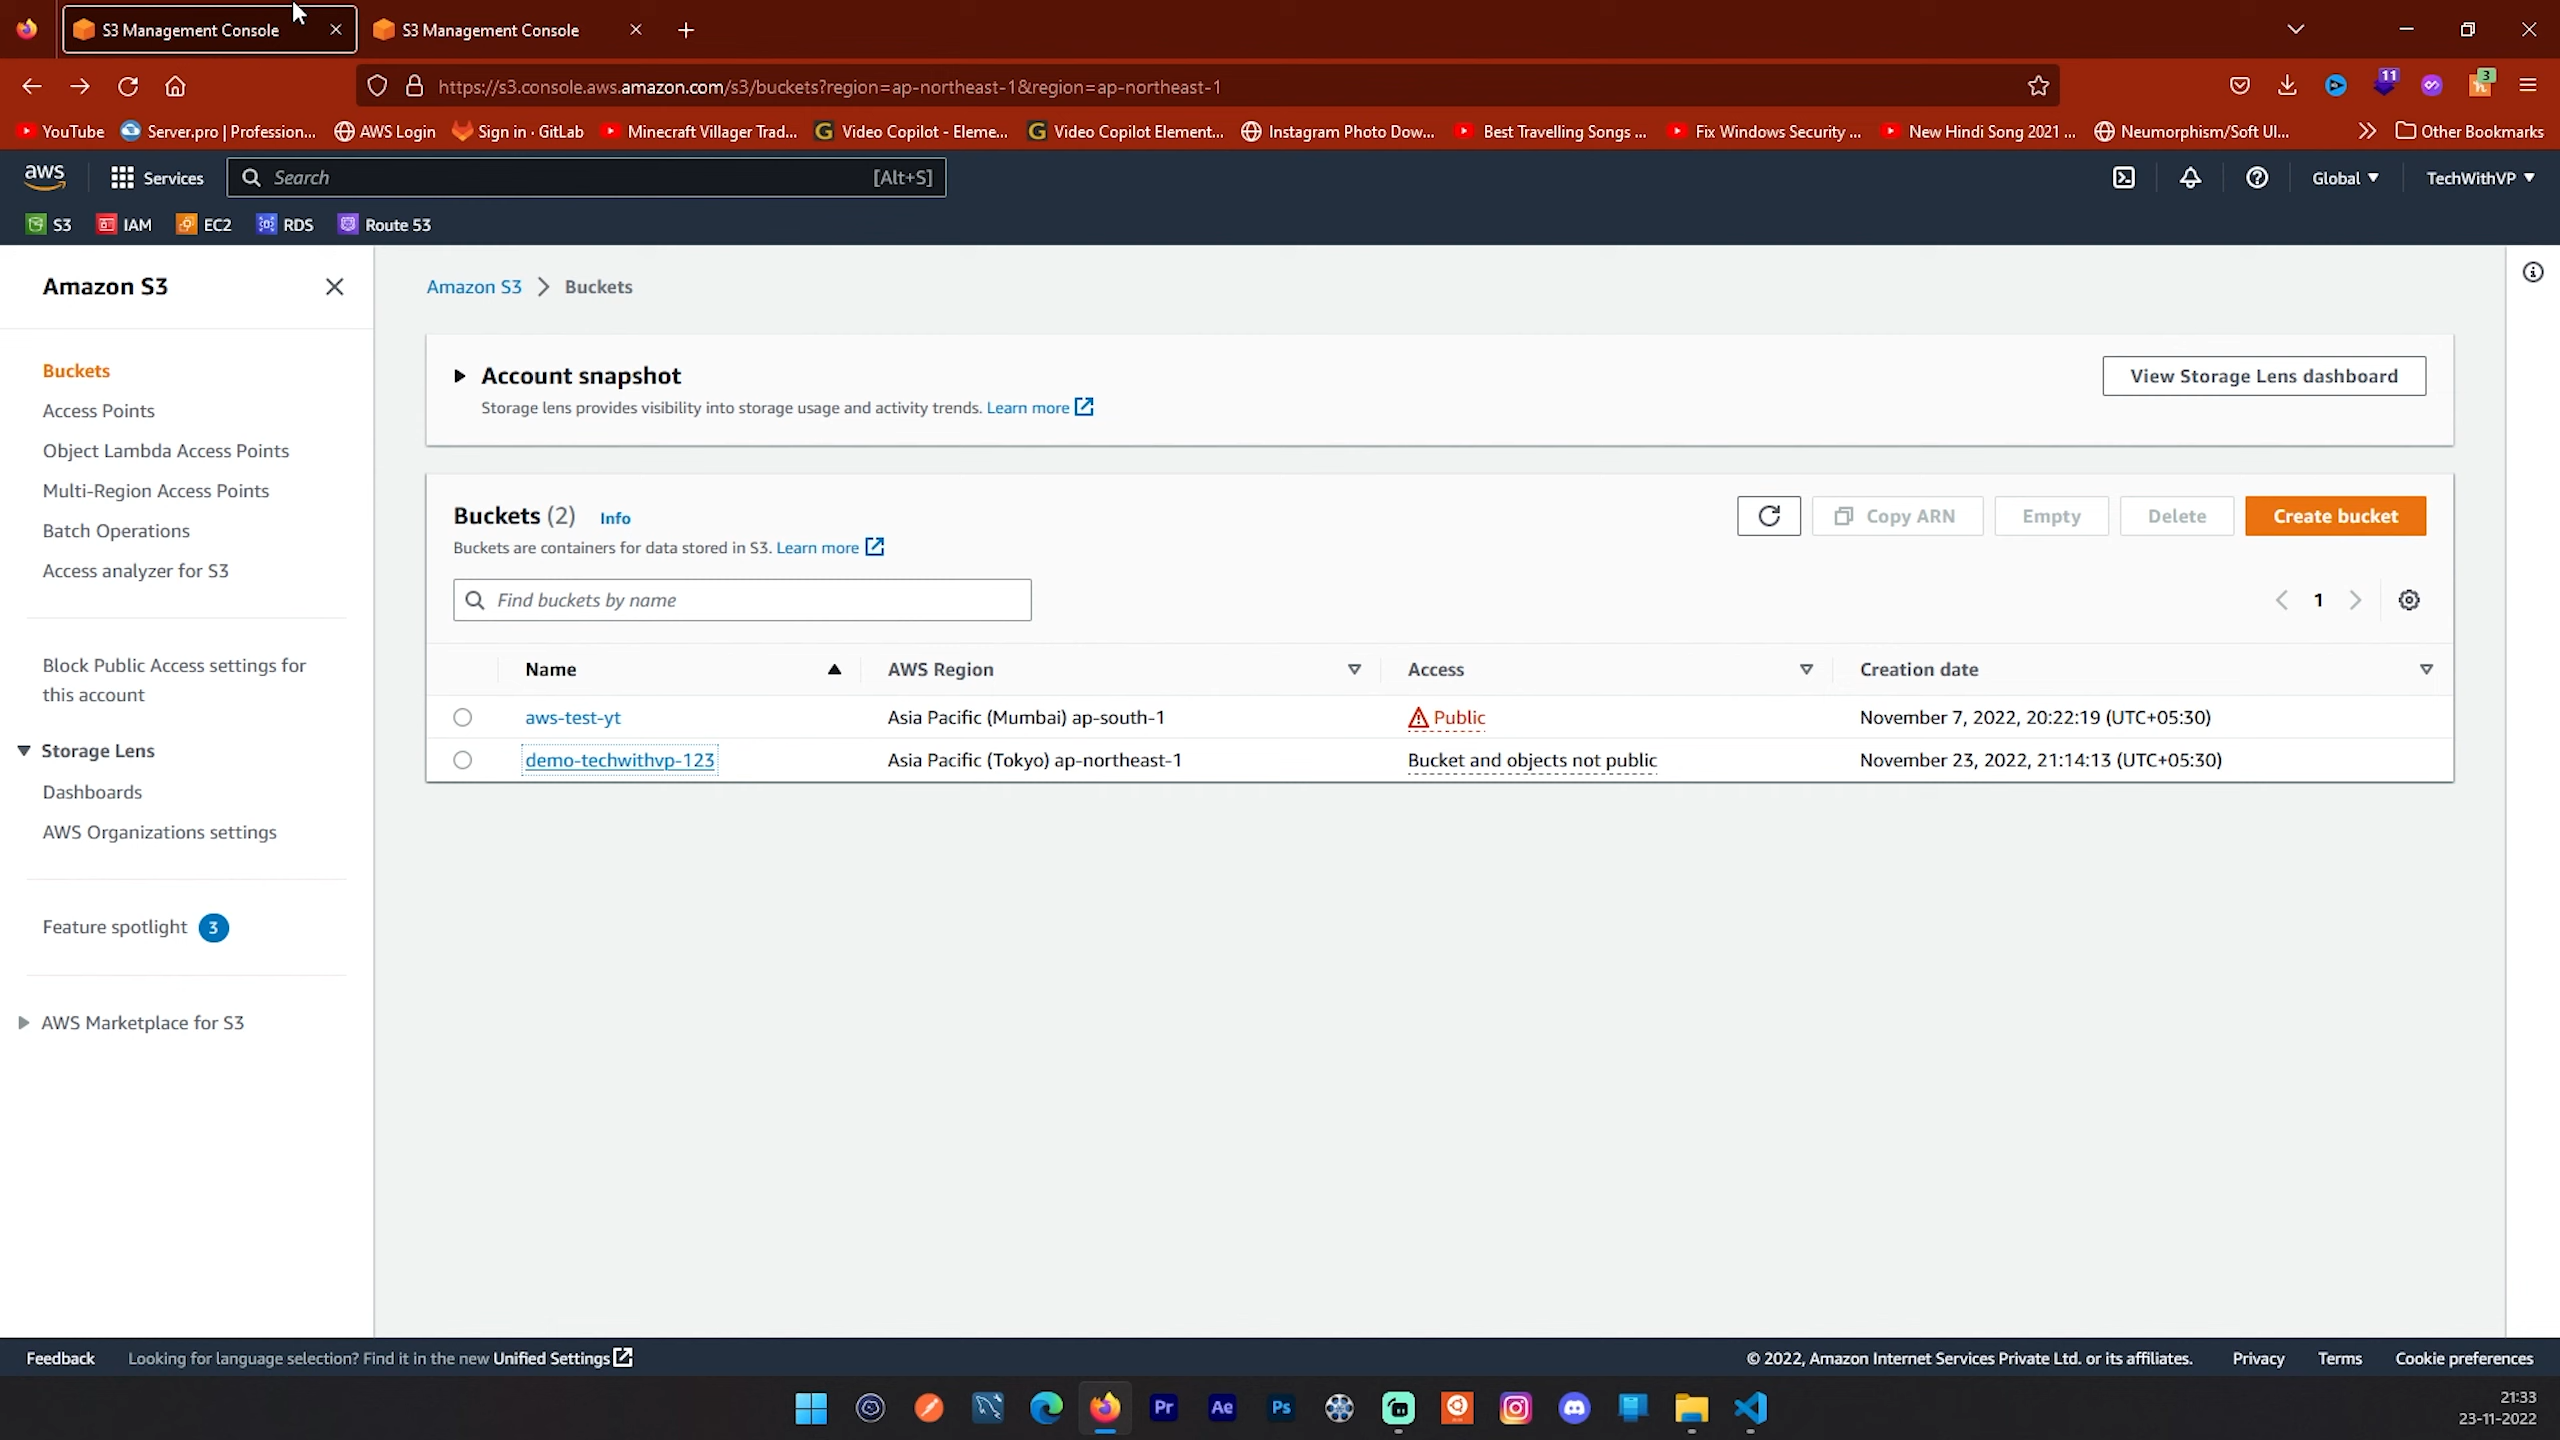 S3 Management Console
S3 Management Console
https://s3.console.aws.amazon.com/s3/buckets?region=ap-northeast-1&region=ap-northeast-1
11
3
YouTube
Server.pro | Profession...
AWS Login
Sign in · GitLab
Minecraft Villager Trad...
Video Copilot - Eleme...
Video Copilot Element...
Instagram Photo Dow...
Best Travelling Songs ...
Fix Windows Security ...
New Hindi Song 2021 ...
Neumorphism/Soft UI...
Other Bookmarks
aws
Services
Search
[Alt+S]
Global
TechWithVP
S3
IAM
EC2
RDS
Route 53
Amazon S3
Buckets
Access Points
Object Lambda Access Points
Multi-Region Access Points
Batch Operations
Access analyzer for S3
Block Public Access settings for
this account
Storage Lens
Dashboards
AWS Organizations settings
Feature spotlight 3
AWS Marketplace for S3
Amazon S3 > Buckets
Account snapshot
Storage lens provides visibility into storage usage and activity trends. Learn more
View Storage Lens dashboard
Buckets (2) Info
Buckets are containers for data stored in S3. Learn more
Copy ARN
Empty
Delete
Create bucket
Find buckets by name
1
Name AWS Region Access Creation date
aws-test-yt Asia Pacific (Mumbai) ap-south-1 Public November 7, 2022, 20:22:19 (UTC+05:30)
demo-techwithvp-123 Asia Pacific (Tokyo) ap-northeast-1 Bucket and objects not public November 23, 2022, 21:14:13 (UTC+05:30)
Feedback
Looking for language selection? Find it in the new Unified Settings
© 2022, Amazon Internet Services Private Ltd. or its affiliates.
Privacy
Terms
Cookie preferences
Pr
Ae
Ps
21:33
23-11-2022